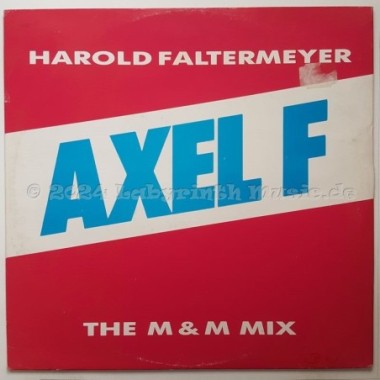 HAROLD FALTERMEYER
AXEL F
© 2024 Labyrinth Music.de
THE M & M MIX